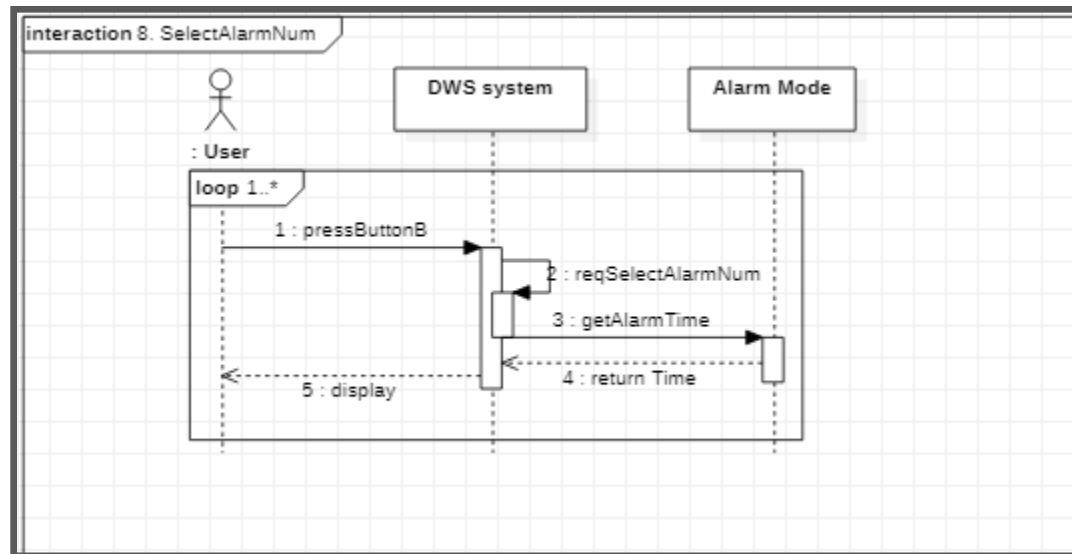 interaction 8. SelectAlarmNum
DWS system
Alarm Mode
: User
loop 1..*
1 : pressButtonB
2 : reqSelectAlarmNum
3 : getAlarmTime
4 : return Time
5 : display